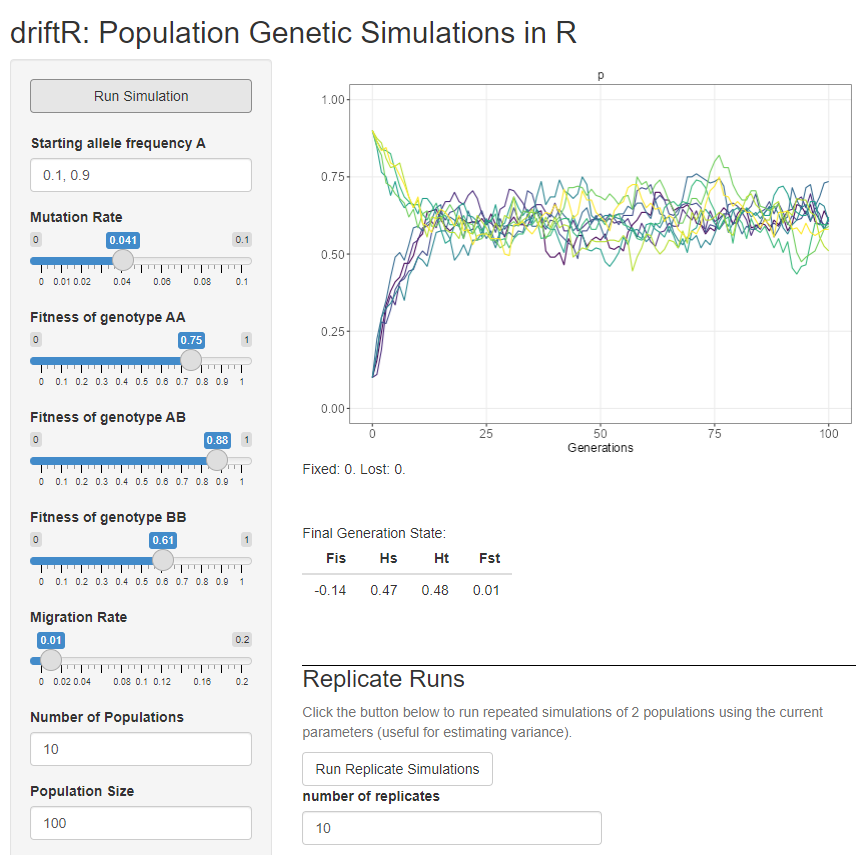 driftR: Population Genetic Simulations in R
Run Simulation
Starting allele frequency A
0.1, 0.9
Mutation Rate
0 0.041 0.1
0 0.01 0.02 0.04 0.06 0.08 0.1
Fitness of genotype AA
0 0.75 1
0 0.1 0.2 0.3 0.4 0.5 0.6 0.7 0.8 0.9 1
Fitness of genotype AB
0 0.88 1
0 0.1 0.2 0.3 0.4 0.5 0.6 0.7 0.8 0.9 1
Fitness of genotype BB
0 0.61 1
0 0.1 0.2 0.3 0.4 0.5 0.6 0.7 0.8 0.9 1
Migration Rate
0.01 0.2
0 0.02 0.04 0.08 0.1 0.12 0.16 0.2
Number of Populations
10
Population Size
100
p
1.00
0.75
0.50
0.25
0.00
0 25 50 75 100
Generations
Fixed: 0. Lost: 0.
Final Generation State:
Fis Hs Ht Fst
-0.14 0.47 0.48 0.01
Replicate Runs
Click the button below to run repeated simulations of 2 populations using the current
parameters (useful for estimating variance).
Run Replicate Simulations
number of replicates
10